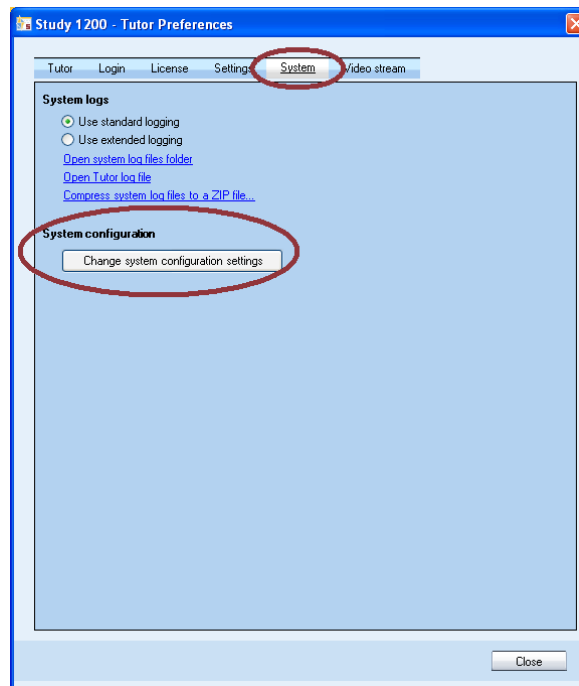 Study 1200 - Tutor Preferences
Tutor Login License Settings System Video stream
System logs
Use standard logging
Use extended logging
Open system log files folder
Open Tutor log file
Compress system log files to a ZIP file...
System configuration
Change system configuration settings
Close